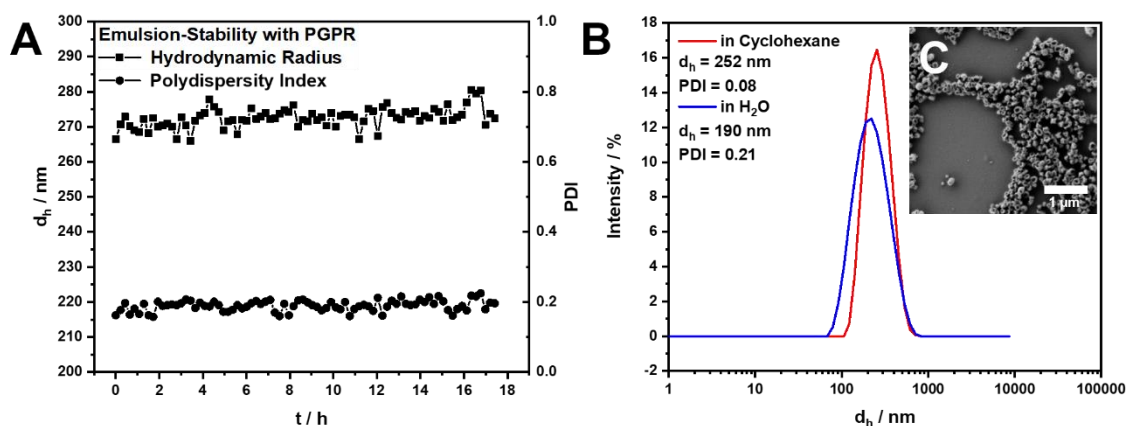 A
Emulsion-Stability with PGPR
Hydrodynamic Radius
Polydispersity Index
300
290
280
270
260
250
240
230
220
210
200
dh / nm
1.0
0.8
0.6
0.4
0.2
0.0
PDI
0 2 4 6 8 10 12 14 16 18
t / h
B
in Cyclohexane
dh = 252 nm
PDI = 0.08
in H2O
dh = 190 nm
PDI = 0.21
C
1 µm
18
16
14
12
10
8
6
4
2
0
-2
Intensity / %
1 10 100 1000 10000 100000
dh / nm